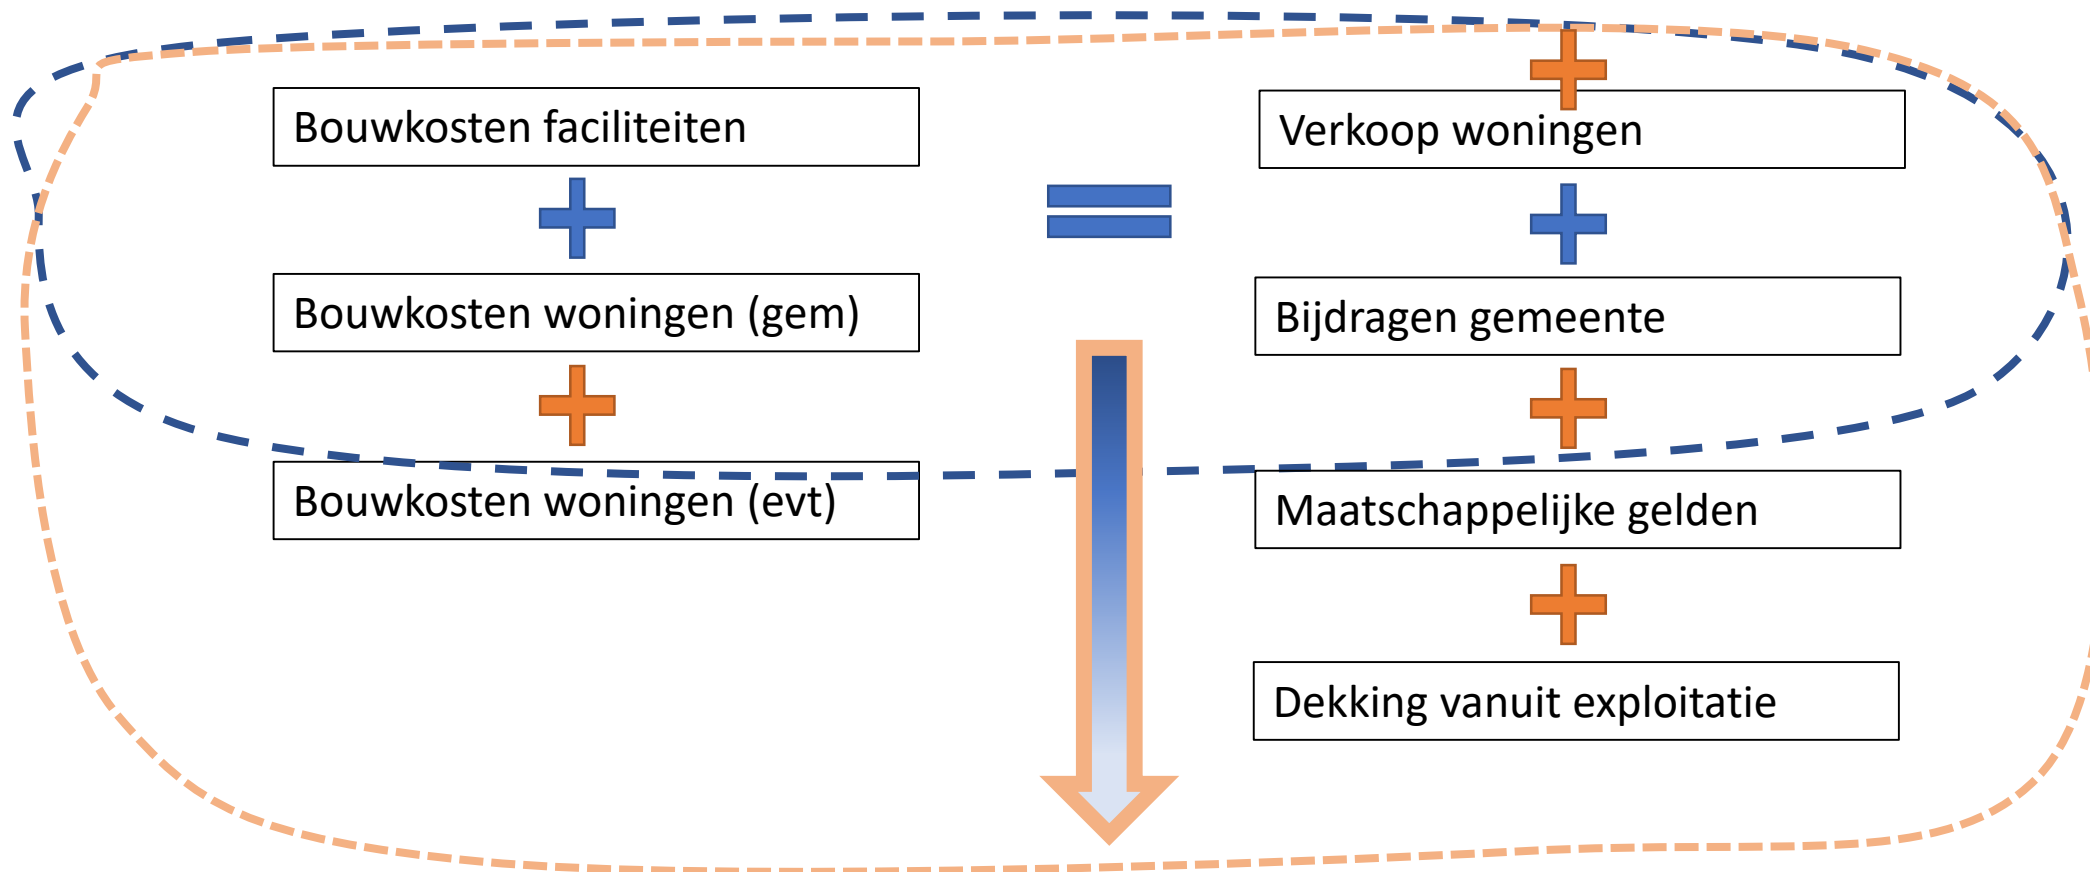 Bouwkosten faciliteiten
Bouwkosten woningen (gem)
Bouwkosten woningen (evt)
Verkoop woningen
Bijdragen gemeente
Maatschappelijke gelden
Dekking vanuit exploitatie